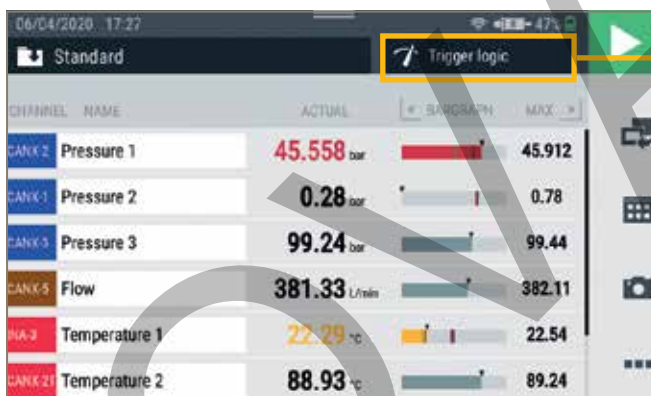 06/04/2020 17:27 47%
Standard Trigger logic
CHANNEL NAME ACTUAL BARGRAPH MAX
CANX-2 Pressure 1 45.558 bar 45.912
CANX-1 Pressure 2 0.28 bar 0.78
CANX-3 Pressure 3 99.24 bar 99.44
CANX-5 Flow 381.33 L/min 382.11
INA-3 Temperature 1 22.29 °C 22.54
Temperature 2 88.93 °C 89.24